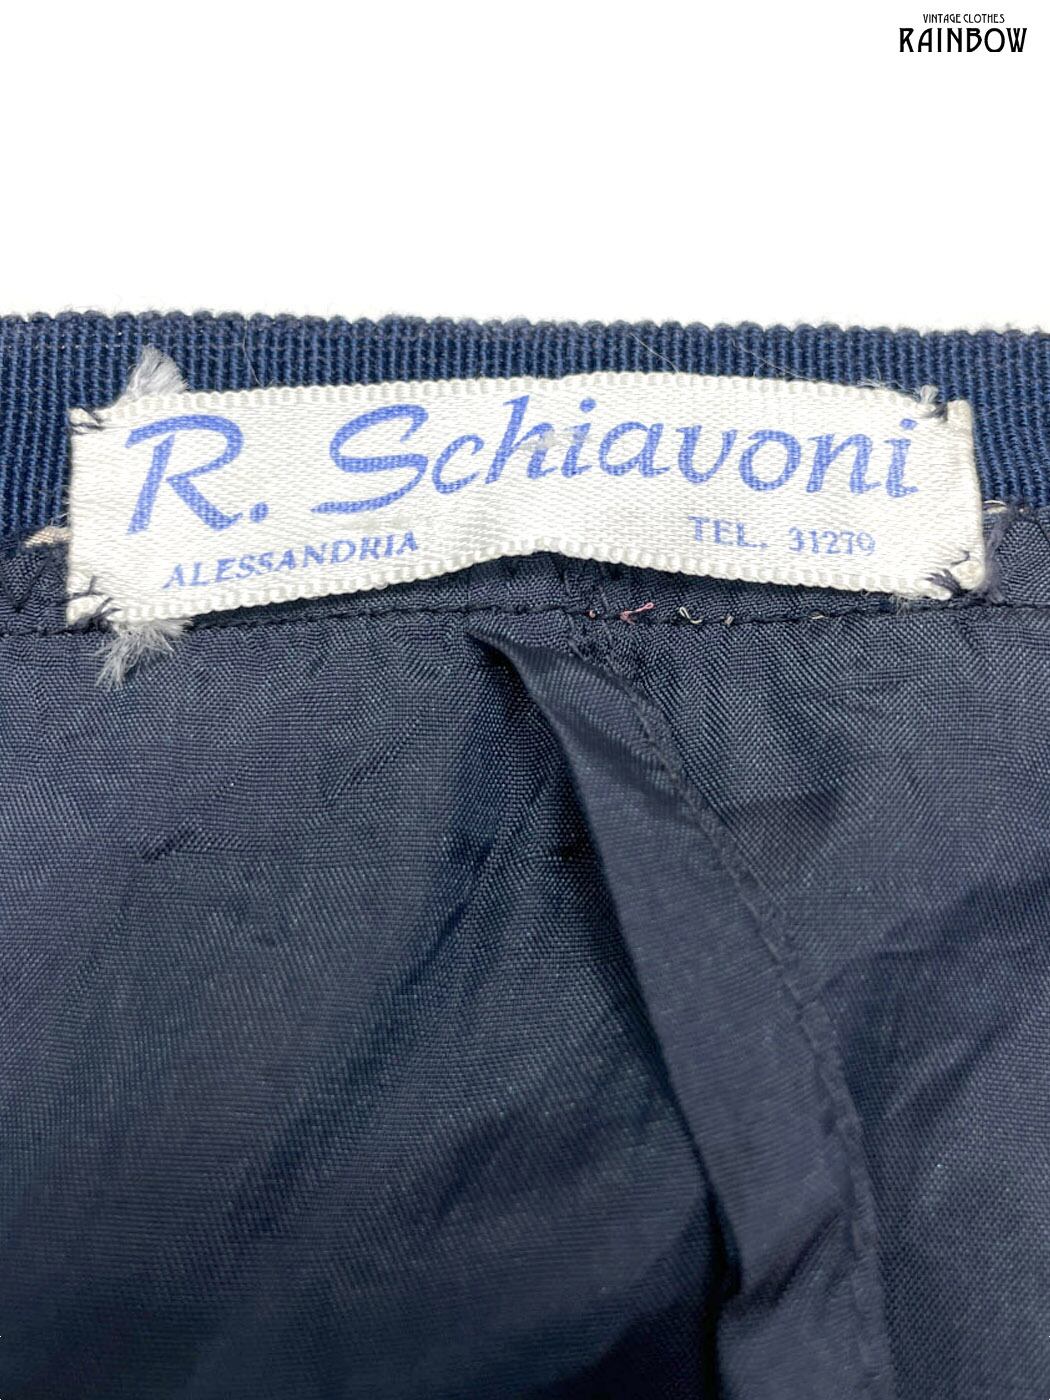 VINTAGE CLOTHES
RAINBOW
R. Schiavoni
ALESSANDRIA
TEL. 31279